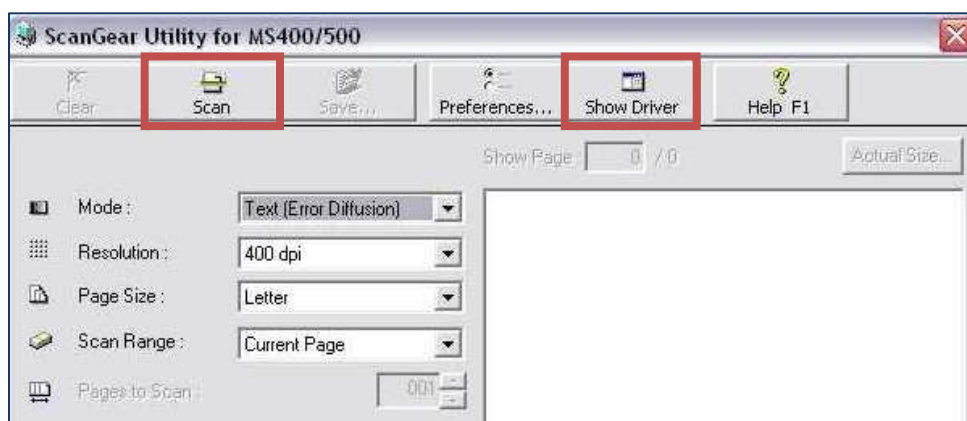 ScanGear Utility for MS400/500
Clear Scan Save... Preferences... Show Driver Help F1
Show Page 0 / 0 Actual Size...
Mode : Text (Error Diffusion)
Resolution : 400 dpi
Page Size : Letter
Scan Range : Current Page
Pages to Scan : 001